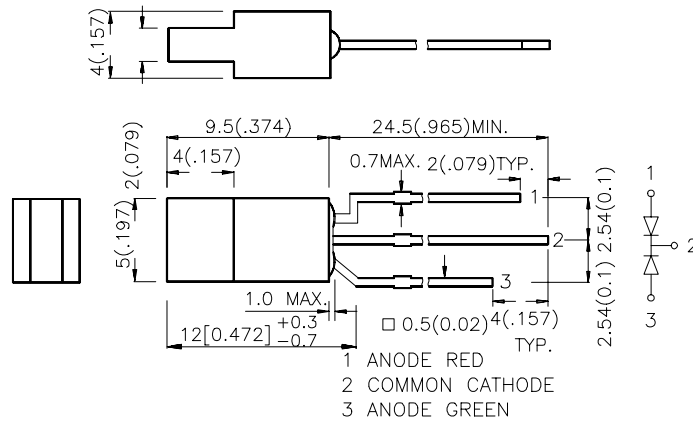 4(.157)
9.5(.374)
24.5(.965)MIN.
2(.079)
4(.157)
0.7MAX.
2(.079)TYP.
1
2
3
5(.197)
2.54(0.1)
2.54(0.1)
1
2
3
1.0 MAX.
12[0.472] +0.3
-0.7
□ 0.5(0.02)
4(.157)
TYP.
1 ANODE RED
2 COMMON CATHODE
3 ANODE GREEN